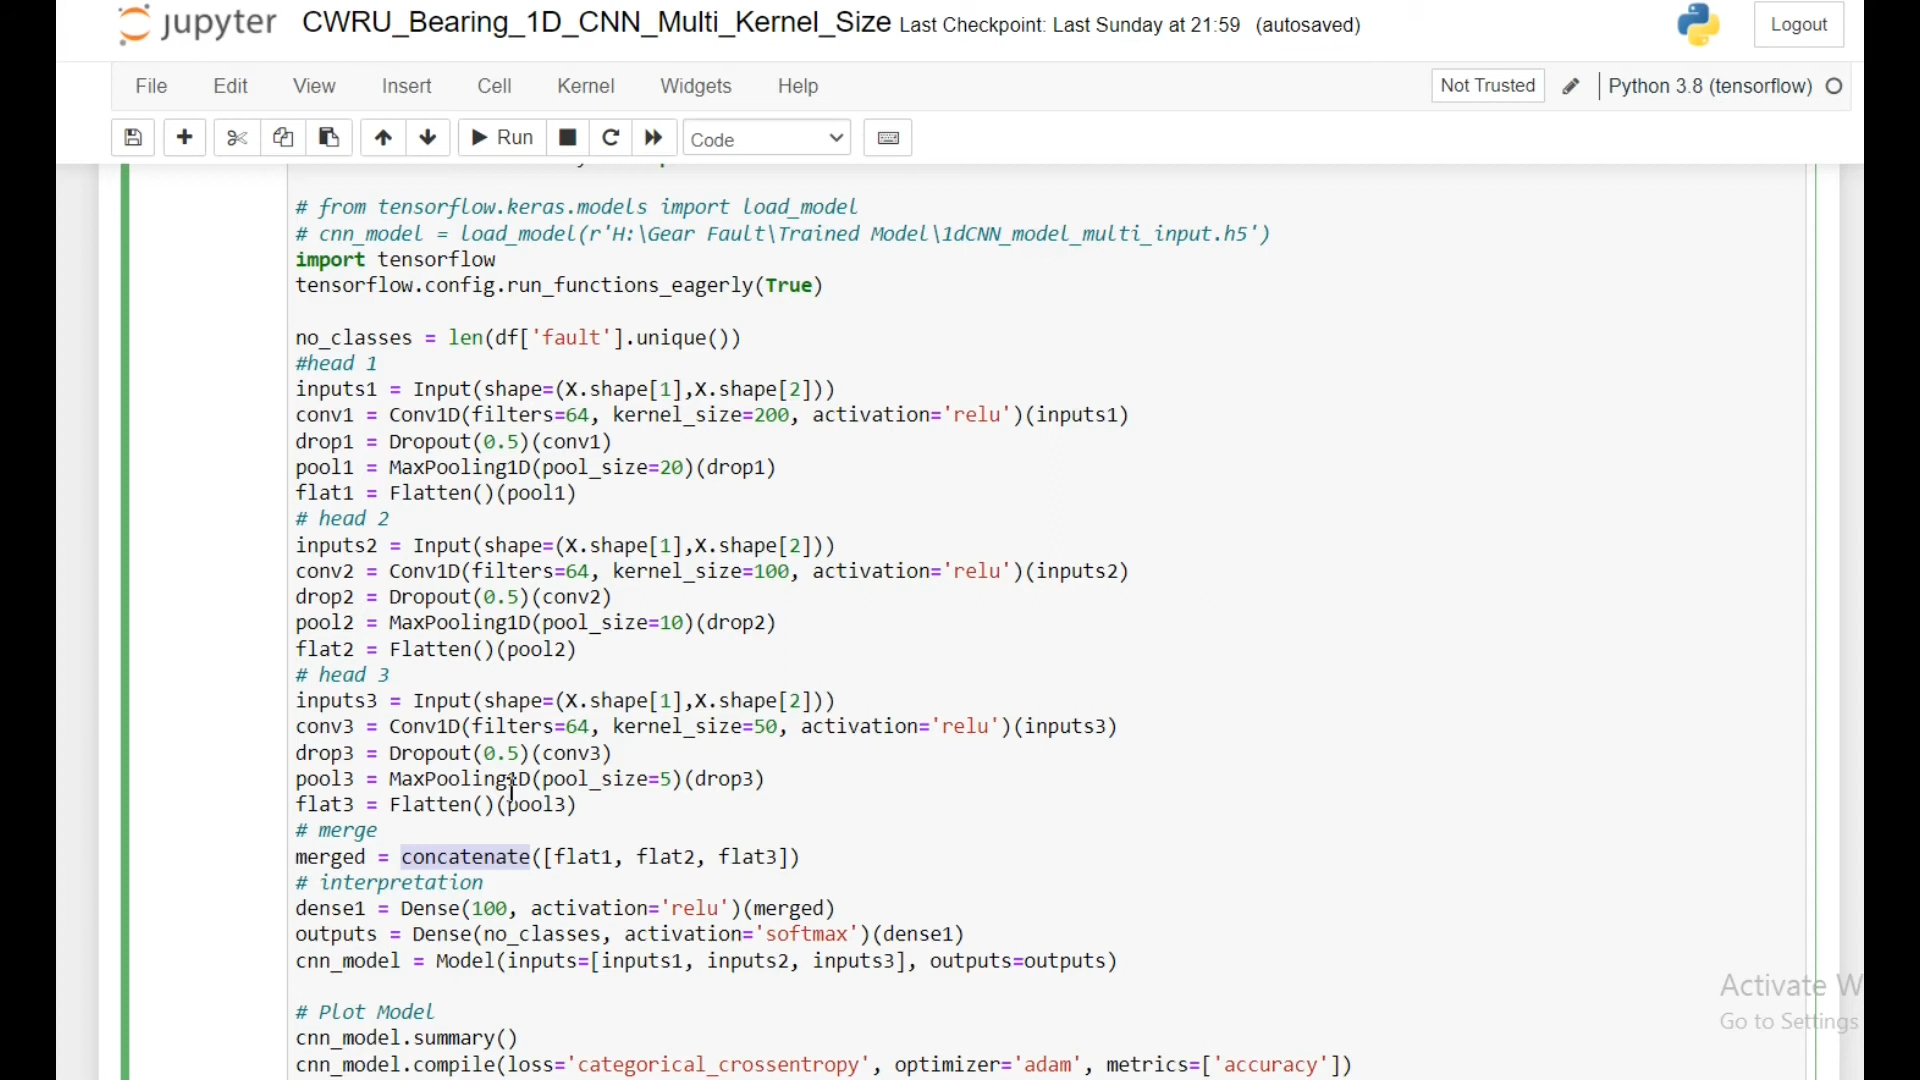 jupyter CWRU_Bearing_1D_CNN_Multi_Kernel_Size Last Checkpoint: Last Sunday at 21:59 (autosaved) Logout
File Edit View Insert Cell Kernel Widgets Help Not Trusted Python 3.8 (tensorflow)
Run Code
# from tensorflow.keras.models import load_model
# cnn_model = load_model(r'H:\Gear Fault\Trained Model\1dCNN_model_multi_input.h5')
import tensorflow
tensorflow.config.run_functions_eagerly(True)
no_classes = len(df['fault'].unique())
#head 1
inputs1 = Input(shape=(X.shape[1],X.shape[2]))
conv1 = Conv1D(filters=64, kernel_size=200, activation='relu')(inputs1)
drop1 = Dropout(0.5)(conv1)
pool1 = MaxPooling1D(pool_size=20)(drop1)
flat1 = Flatten()(pool1)
# head 2
inputs2 = Input(shape=(X.shape[1],X.shape[2]))
conv2 = Conv1D(filters=64, kernel_size=100, activation='relu')(inputs2)
drop2 = Dropout(0.5)(conv2)
pool2 = MaxPooling1D(pool_size=10)(drop2)
flat2 = Flatten()(pool2)
# head 3
inputs3 = Input(shape=(X.shape[1],X.shape[2]))
conv3 = Conv1D(filters=64, kernel_size=50, activation='relu')(inputs3)
drop3 = Dropout(0.5)(conv3)
pool3 = MaxPooling1D(pool_size=5)(drop3)
flat3 = Flatten()(pool3)
# merge
merged = concatenate([flat1, flat2, flat3])
# interpretation
dense1 = Dense(100, activation='relu')(merged)
outputs = Dense(no_classes, activation='softmax')(dense1)
cnn_model = Model(inputs=[inputs1, inputs2, inputs3], outputs=outputs)
Activate W
# Plot Model
Go to Settings
cnn_model.summary()
cnn_model.compile(loss='categorical_crossentropy', optimizer='adam', metrics=['accuracy'])